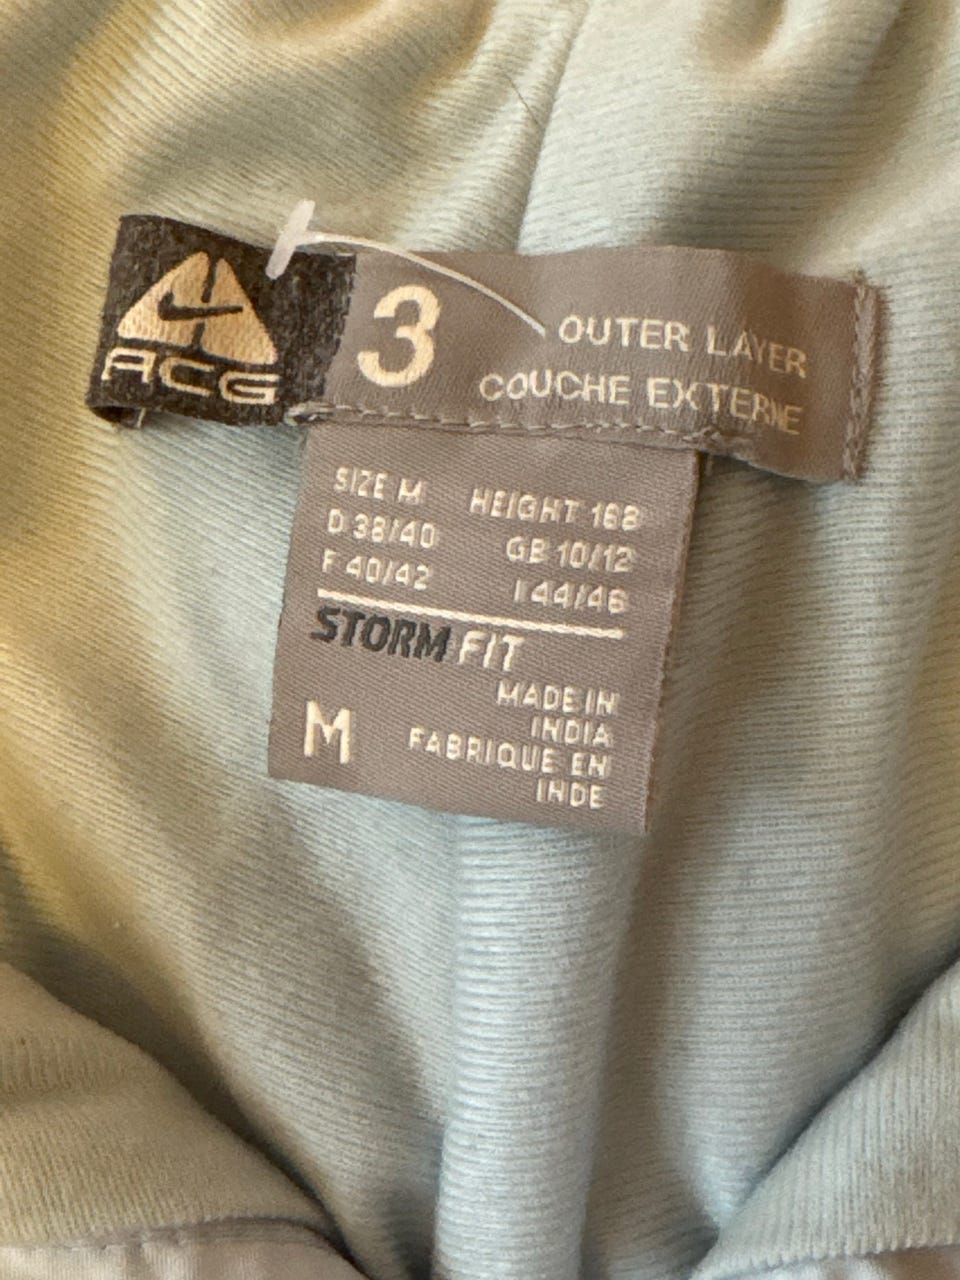 ACG
3
OUTER LAYER
COUCHE EXTERNE
SIZE M HEIGHT 168
D 38/40 GB 10/12
F 40/42 I 44/46
STORM FIT
MADE IN
INDIA
M FABRIQUE EN
INDE